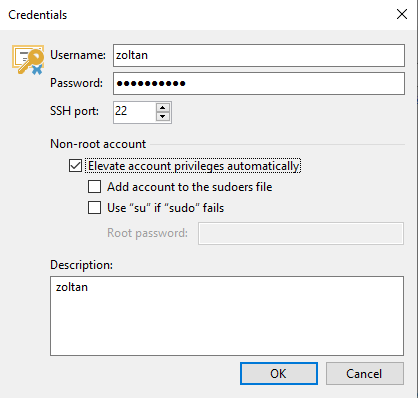 Credentials
Username: zoltan
Password: ●●●●●●●●●●
SSH port: 22
Non-root account
Elevate account privileges automatically
Add account to the sudoers file
Use “su” if “sudo” fails
Root password:
Description:
zoltan
OK Cancel